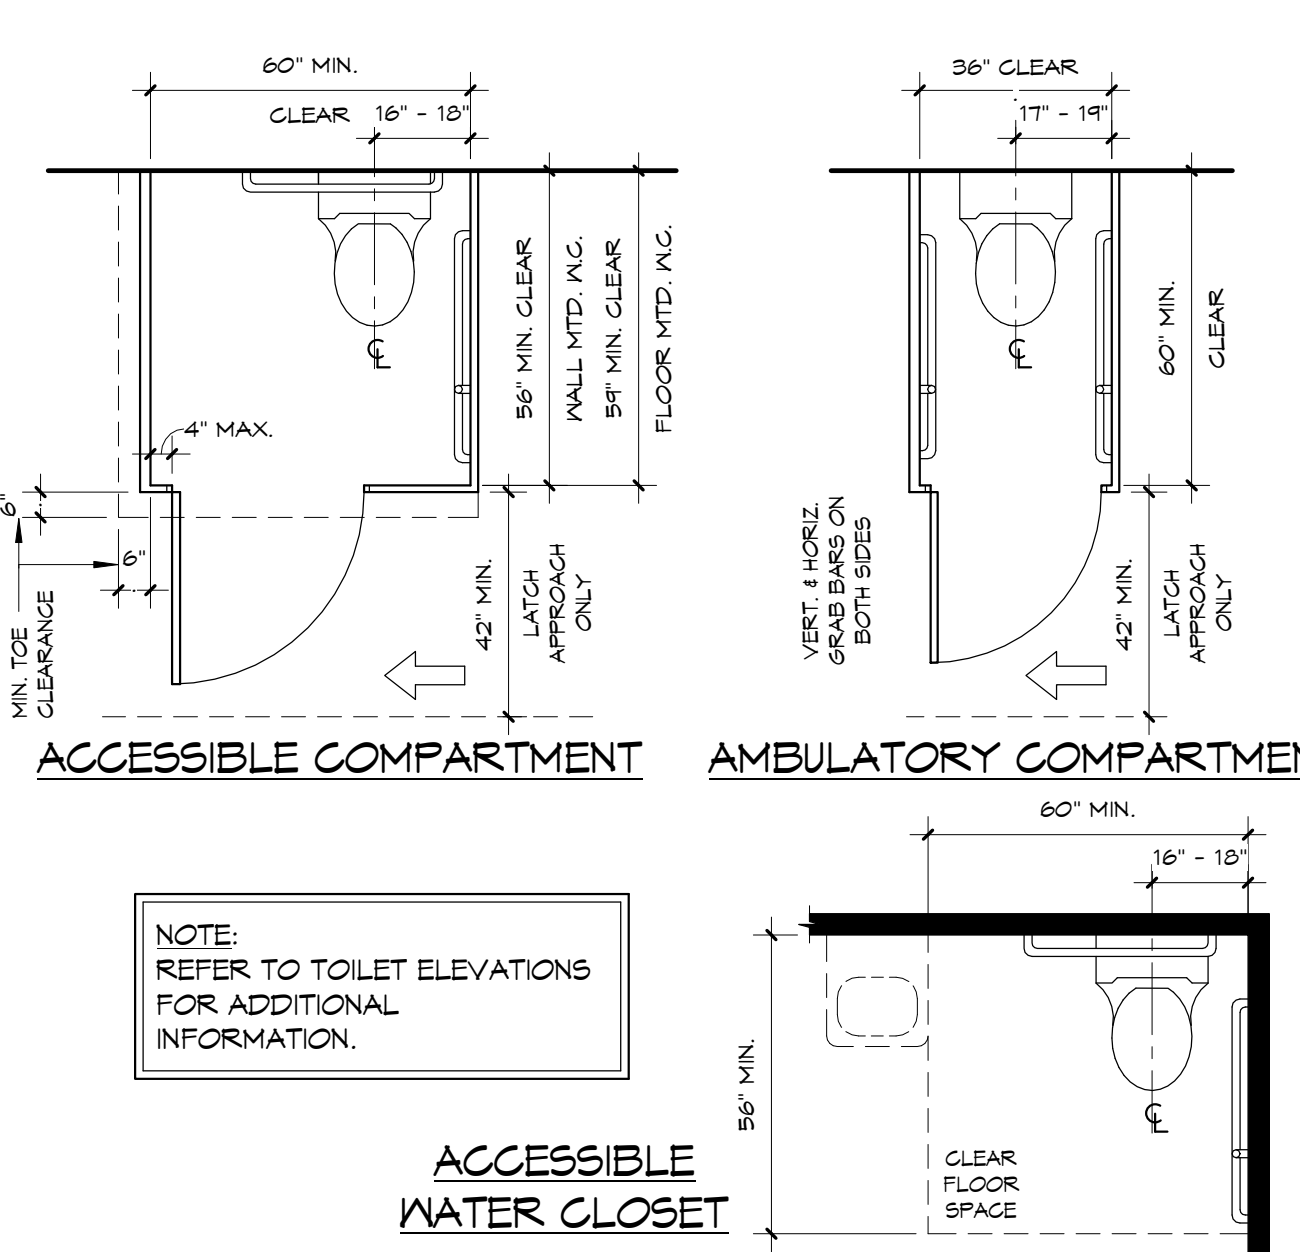 60" MIN.
CLEAR
16" - 18"
56" MIN. CLEAR
WALL MTD. W.C.
59" MIN. CLEAR
FLOOR MTD. W.C.
℄
4" MAX.
6"
6"
MIN. TOE
CLEARANCE
42" MIN.
LATCH
APPROACH
ONLY
ACCESSIBLE COMPARTMENT
36" CLEAR
17" - 19"
℄
60" MIN.
CLEAR
VERT. & HORIZ.
GRAB BARS ON
BOTH SIDES
42" MIN.
LATCH
APPROACH
ONLY
AMBULATORY COMPARTMEN
NOTE:
REFER TO TOILET ELEVATIONS
FOR ADDITIONAL
INFORMATION.
60" MIN.
16" - 18"
56" MIN.
℄
CLEAR
FLOOR
SPACE
ACCESSIBLE
WATER CLOSET